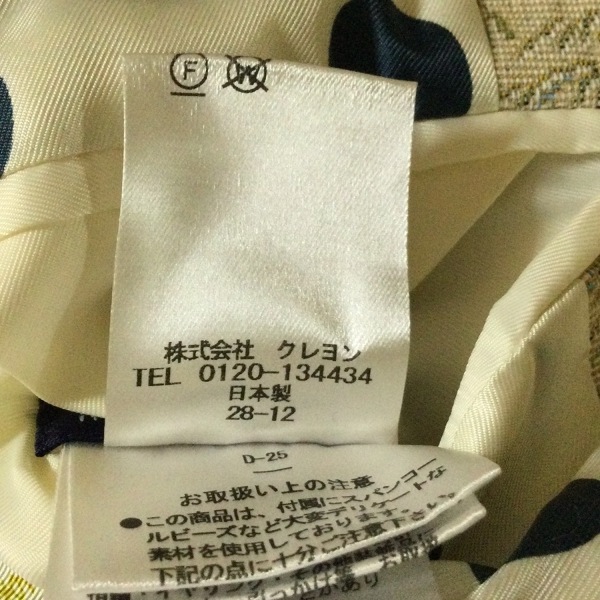 F W
株式会社 クレヨン
TEL 0120-134434
日本製
28-12
D-25
お取扱い上の注意
●この商品は、付属にスパンコー
ルビーズなど大変デリケートな
素材を使用しております。
下記の点に十分ご注意下さい